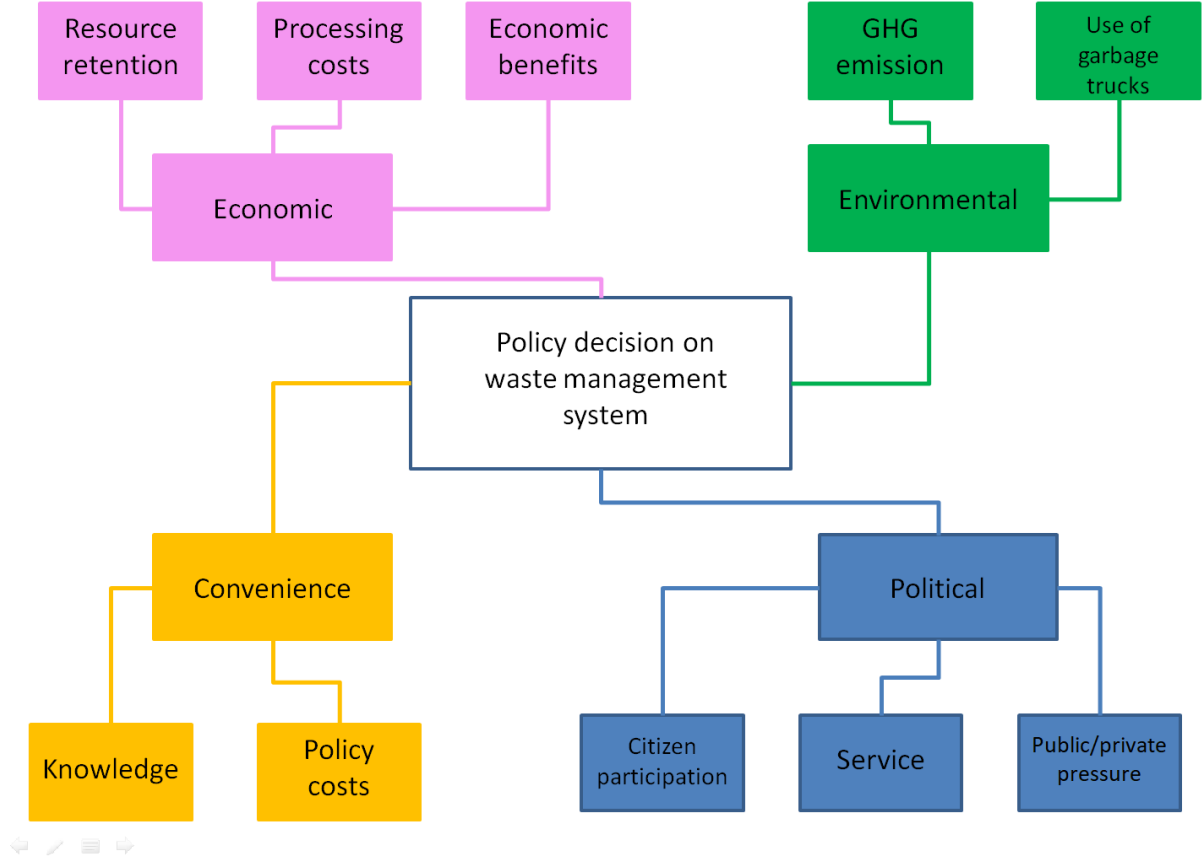 Resource
retention
Processing
costs
Economic
benefits
GHG
emission
Use of
garbage
trucks
Economic
Environmental
Policy decision on
waste management
system
Convenience
Political
Knowledge
Policy
costs
Citizen
participation
Service
Public/private
pressure